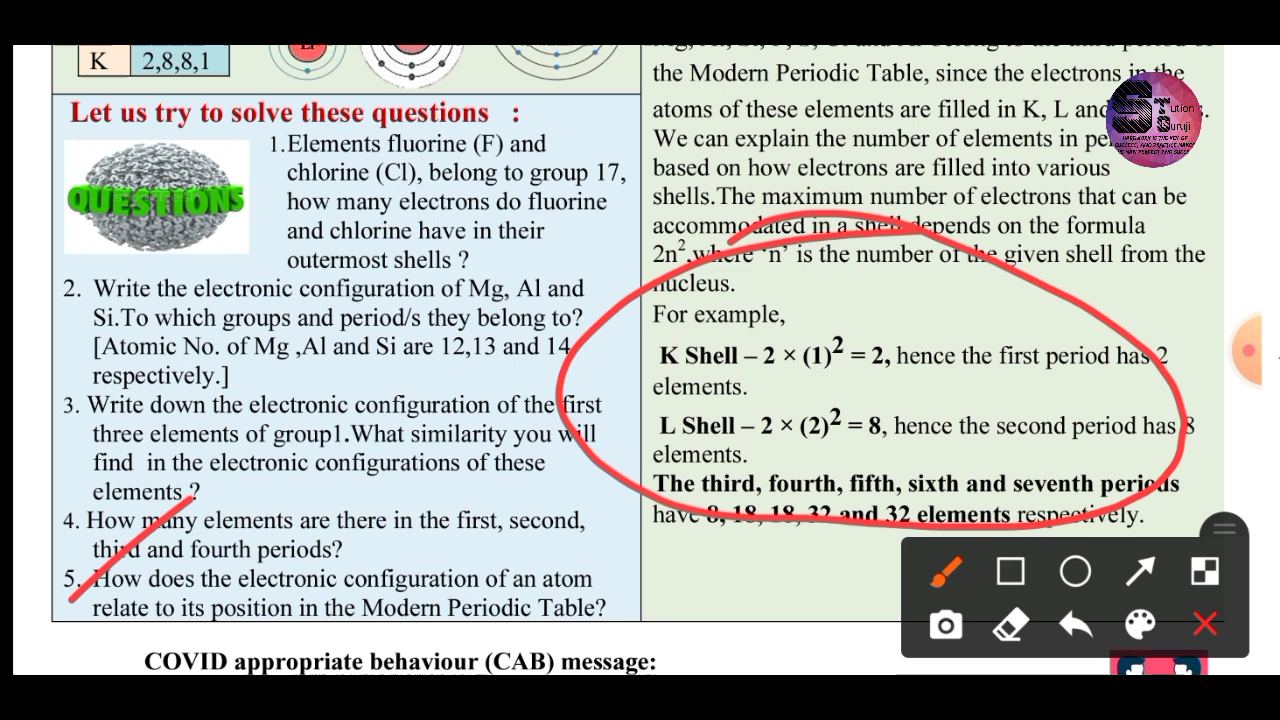 K 2,8,8,1
Let us try to solve these questions :
QUESTIONS
1.Elements fluorine (F) and
chlorine (Cl), belong to group 17,
how many electrons do fluorine
and chlorine have in their
outermost shells ?
2. Write the electronic configuration of Mg, Al and
Si.To which groups and period/s they belong to?
[Atomic No. of Mg ,Al and Si are 12,13 and 14
respectively.]
3. Write down the electronic configuration of the first
three elements of group1.What similarity you will
find in the electronic configurations of these
elements ?
4. How many elements are there in the first, second,
third and fourth periods?
5. How does the electronic configuration of an atom
relate to its position in the Modern Periodic Table?
the Modern Periodic Table, since the electrons in the
atoms of these elements are filled in K, L and
We can explain the number of elements in
based on how electrons are filled into various
shells.The maximum number of electrons that can be
accommodated in a shell depends on the formula
2n²,where ‘n’ is the number of the given shell from the
nucleus.
For example,
K Shell – 2 × (1)² = 2, hence the first period has 2
elements.
L Shell – 2 × (2)² = 8, hence the second period has 8
elements.
The third, fourth, fifth, sixth and seventh periods
have 8, 18, 18, 32 and 32 elements respectively.
COVID appropriate behaviour (CAB) message: